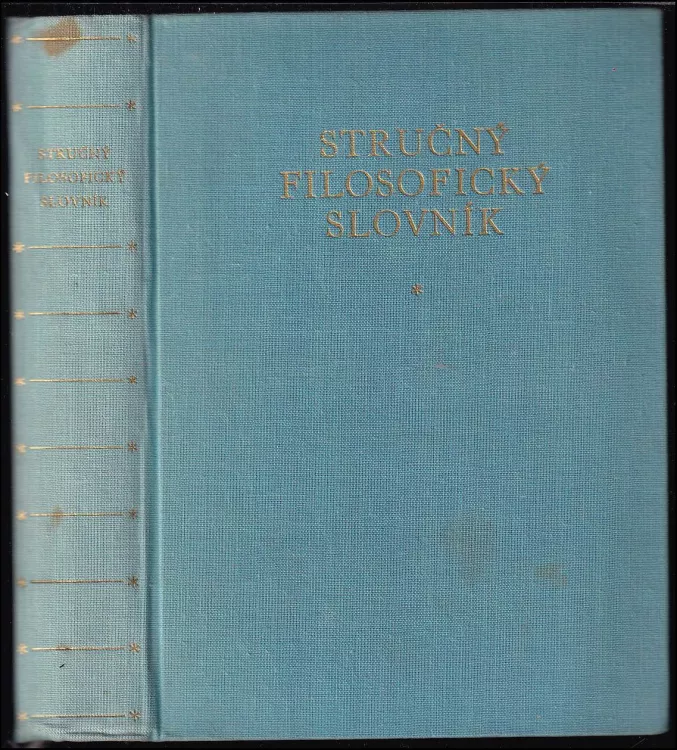 STRUČNÝ
FILOSOFICKÝ
SLOVNÍK
STRUČNÝ
FILOSOFICKÝ
SLOVNÍK
*